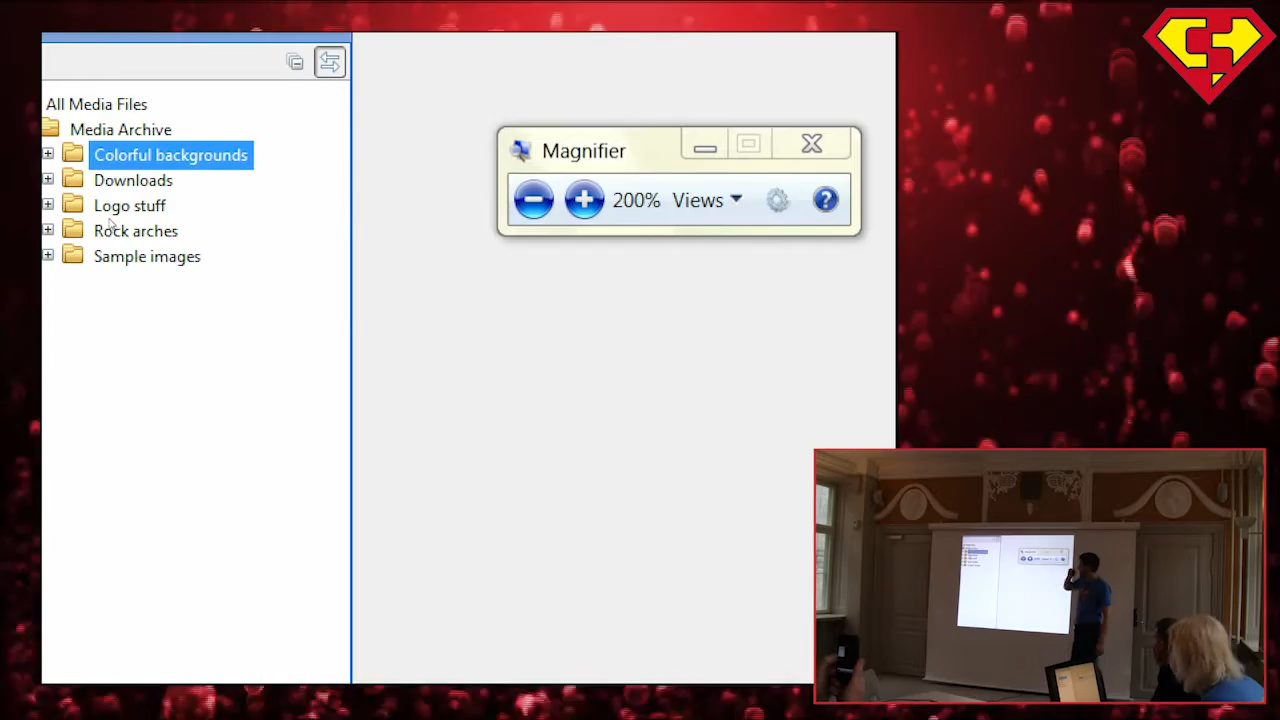 All Media Files
Media Archive
Colorful backgrounds
Downloads
Logo stuff
Rock arches
Sample images
Magnifier
200% Views